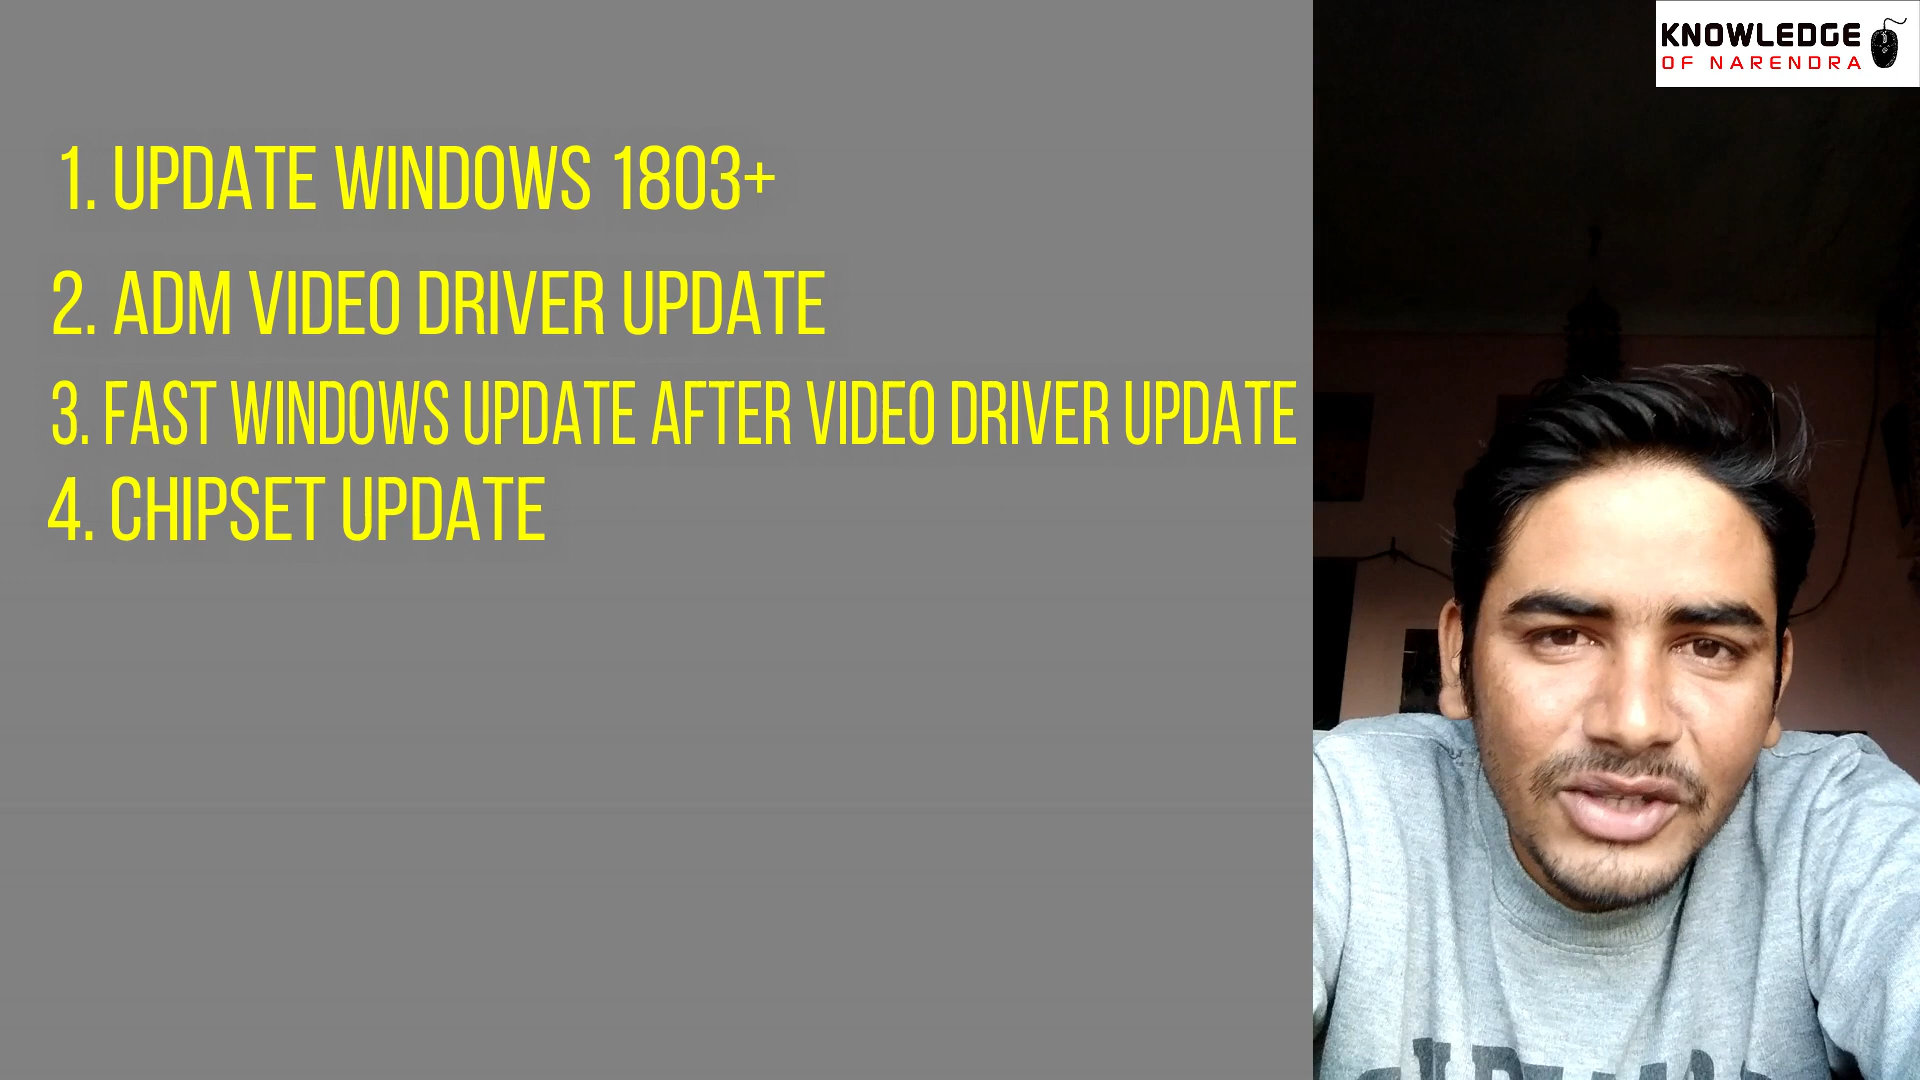 KNOWLEDGE
OF NARENDRA
1. UPDATE WINDOWS 1803+
2. ADM VIDEO DRIVER UPDATE
3. FAST WINDOWS UPDATE AFTER VIDEO DRIVER UPDATE
4. CHIPSET UPDATE